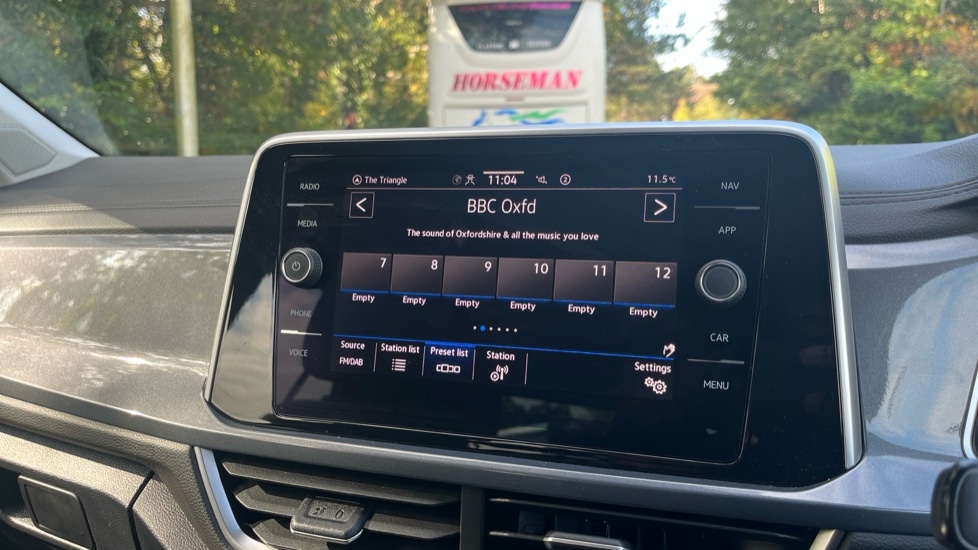 HORSEMAN
RADIO
MEDIA
PHONE
VOICE
The Triangle
11:04
2
11.5°C
< BBC Oxfd >
The sound of Oxfordshire & all the music you love
7 8 9 10 11 12
Empty Empty Empty Empty Empty Empty
Source Station list Preset list Station Settings
FM/DAB
NAV
APP
CAR
MENU